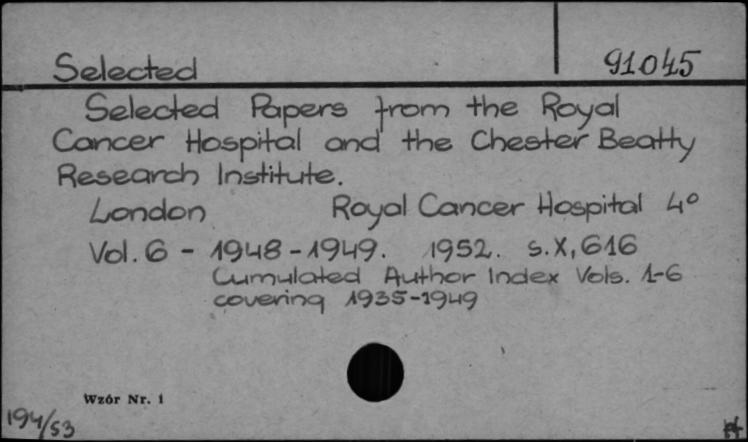 Selected 91045
Selected Papers from the Royal
Cancer Hospital and the Chester Beatty
Research Institute.
London Royal Cancer Hospital 4°
Vol. 6 - 1948-1949. 1952. s.X,616
Cumulated Author Index Vols. 1-6
covering 1935-1949
Wzór Nr. 1
194/53